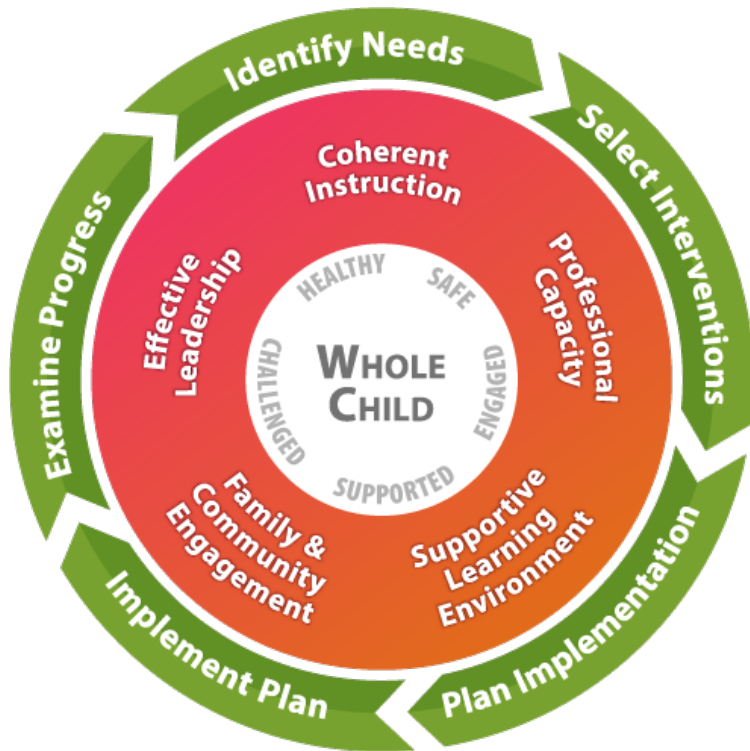 Identify Needs
Select Interventions
Plan Implementation
Implement Plan
Examine Progress
Coherent
Instruction
Professional
Capacity
Supportive
Learning
Environment
Family &
Community
Engagement
Effective
Leadership
HEALTHY
SAFE
ENGAGED
SUPPORTED
CHALLENGED
WHOLE
CHILD